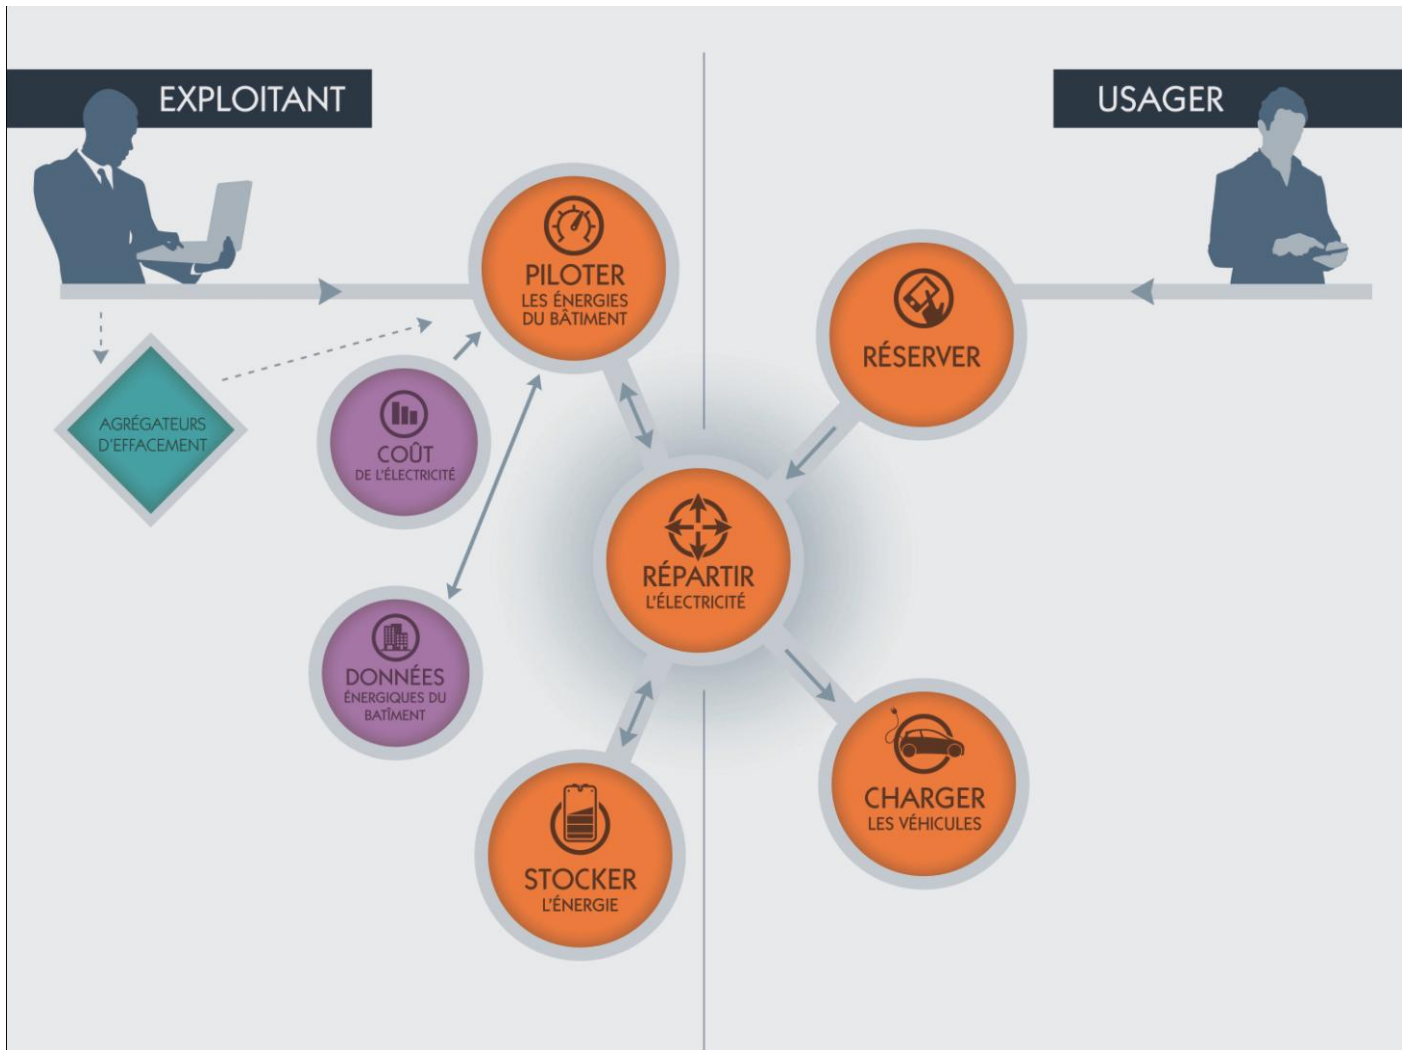 EXPLOITANT
USAGER
PILOTER
LES ÉNERGIES
DU BÂTIMENT
RÉSERVER
AGRÉGATEURS
D'EFFACEMENT
COÛT
DE L'ÉLECTRICITÉ
RÉPARTIR
L'ÉLECTRICITÉ
DONNÉES
ÉNERGIQUES DU
BATÎMENT
CHARGER
LES VÉHICULES
STOCKER
L'ÉNERGIE